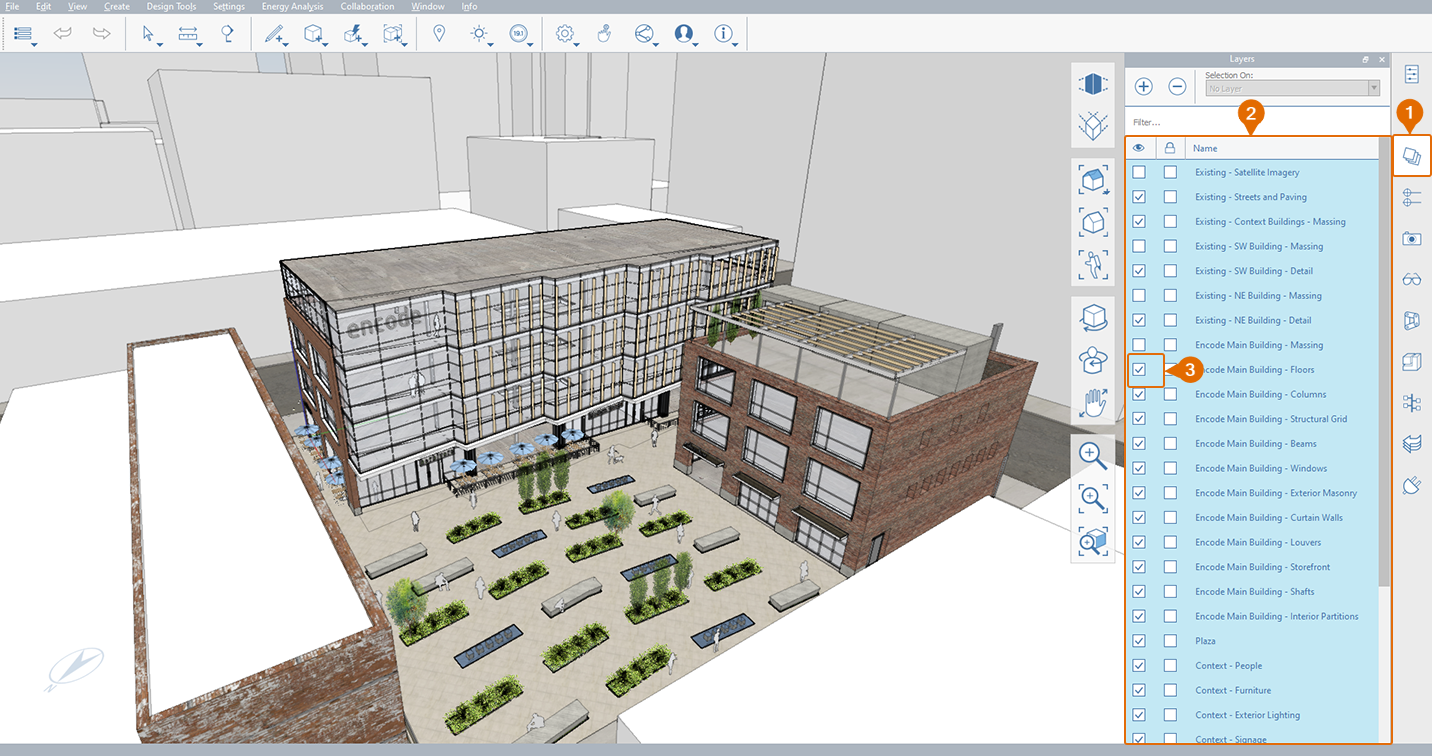 File Edit View Create Design Tools Settings Energy Analysis Collaboration Window Info
19.1
Layers
Selection On:
No Layer
Filter...
2
1
Name
Existing - Satellite Imagery
Existing - Streets and Paving
Existing - Context Buildings - Massing
Existing - SW Building - Massing
Existing - SW Building - Detail
Existing - NE Building - Massing
Existing - NE Building - Detail
Encode Main Building - Massing
3
ncode Main Building - Floors
Encode Main Building - Columns
Encode Main Building - Structural Grid
Encode Main Building - Beams
Encode Main Building - Windows
Encode Main Building - Exterior Masonry
Encode Main Building - Curtain Walls
Encode Main Building - Louvers
Encode Main Building - Storefront
Encode Main Building - Shafts
Encode Main Building - Interior Partitions
Plaza
Context - People
Context - Furniture
Context - Exterior Lighting
Context - Signage
encode
N